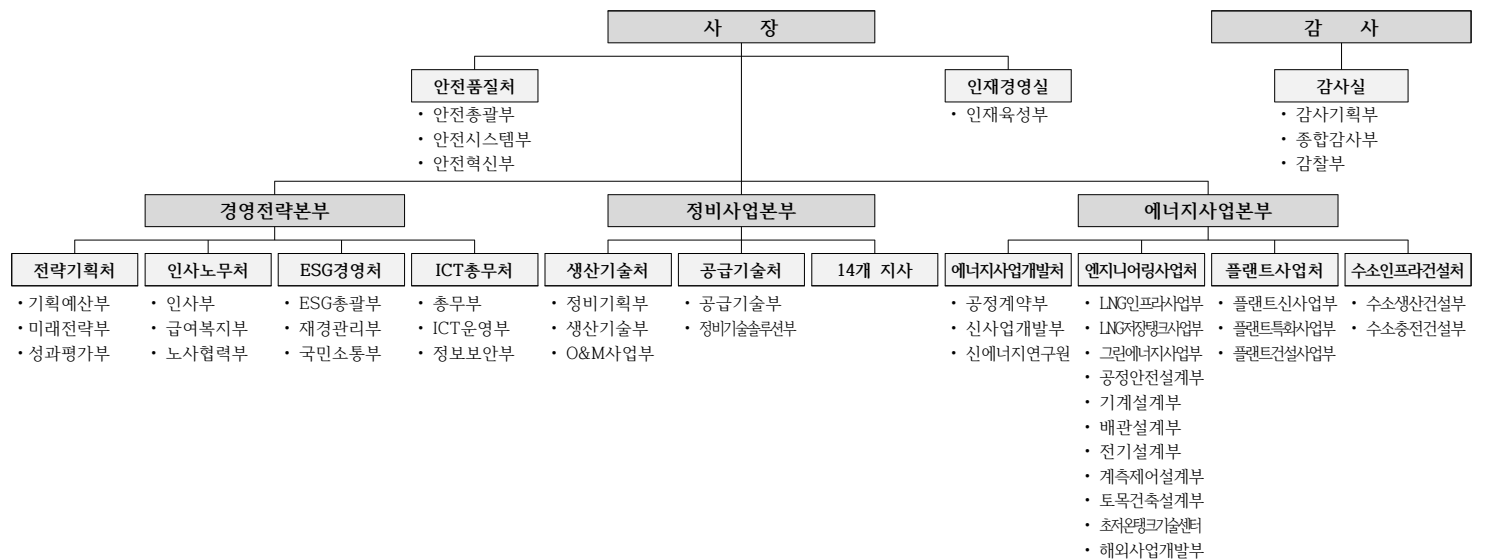 사 장
감 사
안전품질처
• 안전총괄부
• 안전시스템부
• 안전혁신부
인재경영실
• 인재육성부
감사실
• 감사기획부
• 종합감사부
• 감찰부
경영전략본부
정비사업본부
에너지사업본부
전략기획처
• 기획예산부
• 미래전략부
• 성과평가부
인사노무처
• 인사부
• 급여복지부
• 노사협력부
ESG경영처
• ESG총괄부
• 재경관리부
• 국민소통부
ICT총무처
• 총무부
• ICT운영부
• 정보보안부
생산기술처
• 정비기획부
• 생산기술부
• O&M사업부
공급기술처
• 공급기술부
• 정비기술솔루션부
14개 지사
에너지사업개발처
• 공정계약부
• 신사업개발부
• 신에너지연구원
엔지니어링사업처
• LNG인프라사업부
• LNG저장탱크사업부
• 그린에너지사업부
• 공정안전설계부
• 기계설계부
• 배관설계부
• 전기설계부
• 계측제어설계부
• 토목건축설계부
• 초저온탱크기술센터
• 해외사업개발부
플랜트사업처
• 플랜트신사업부
• 플랜트특화사업부
• 플랜트건설사업부
수소인프라건설처
• 수소생산건설부
• 수소충전건설부